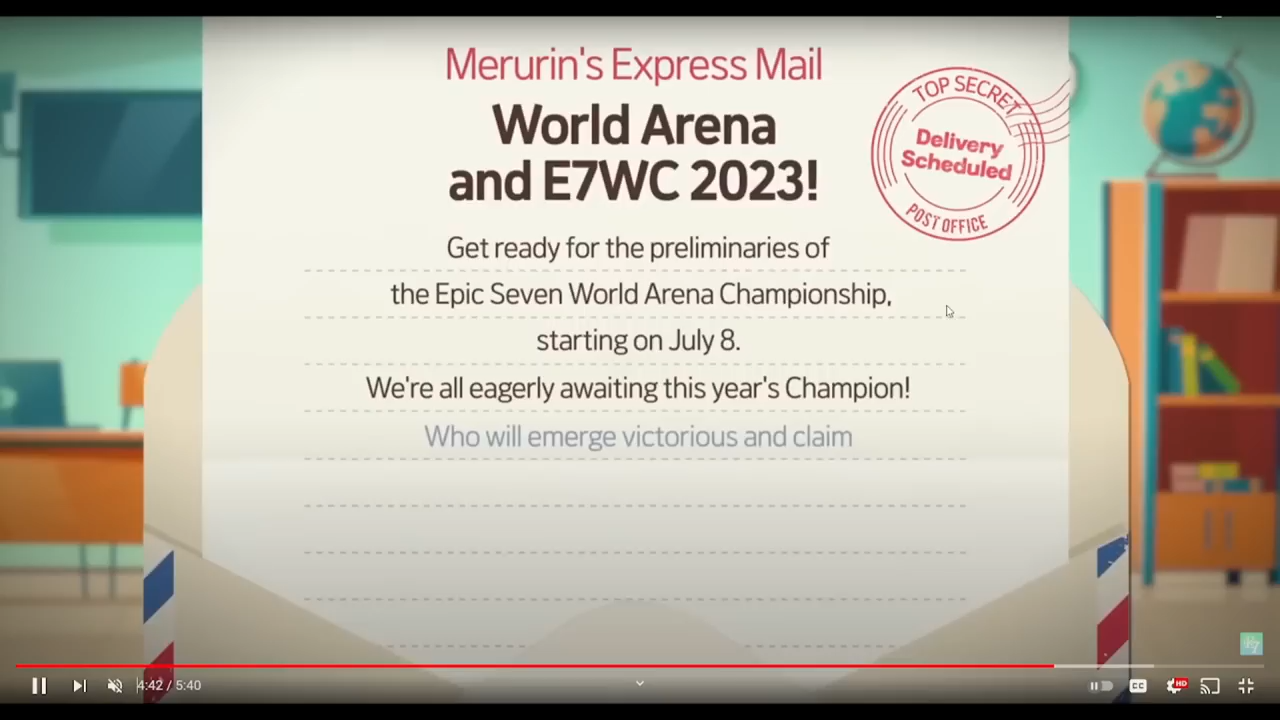 Merurin's Express Mail
World Arena
and E7WC 2023!
TOP SECRET
Delivery
Scheduled
POST OFFICE
Get ready for the preliminaries of
the Epic Seven World Arena Championship,
starting on July 8.
We're all eagerly awaiting this year's Champion!
Who will emerge victorious and claim
4:42 / 5:40
CC
HD